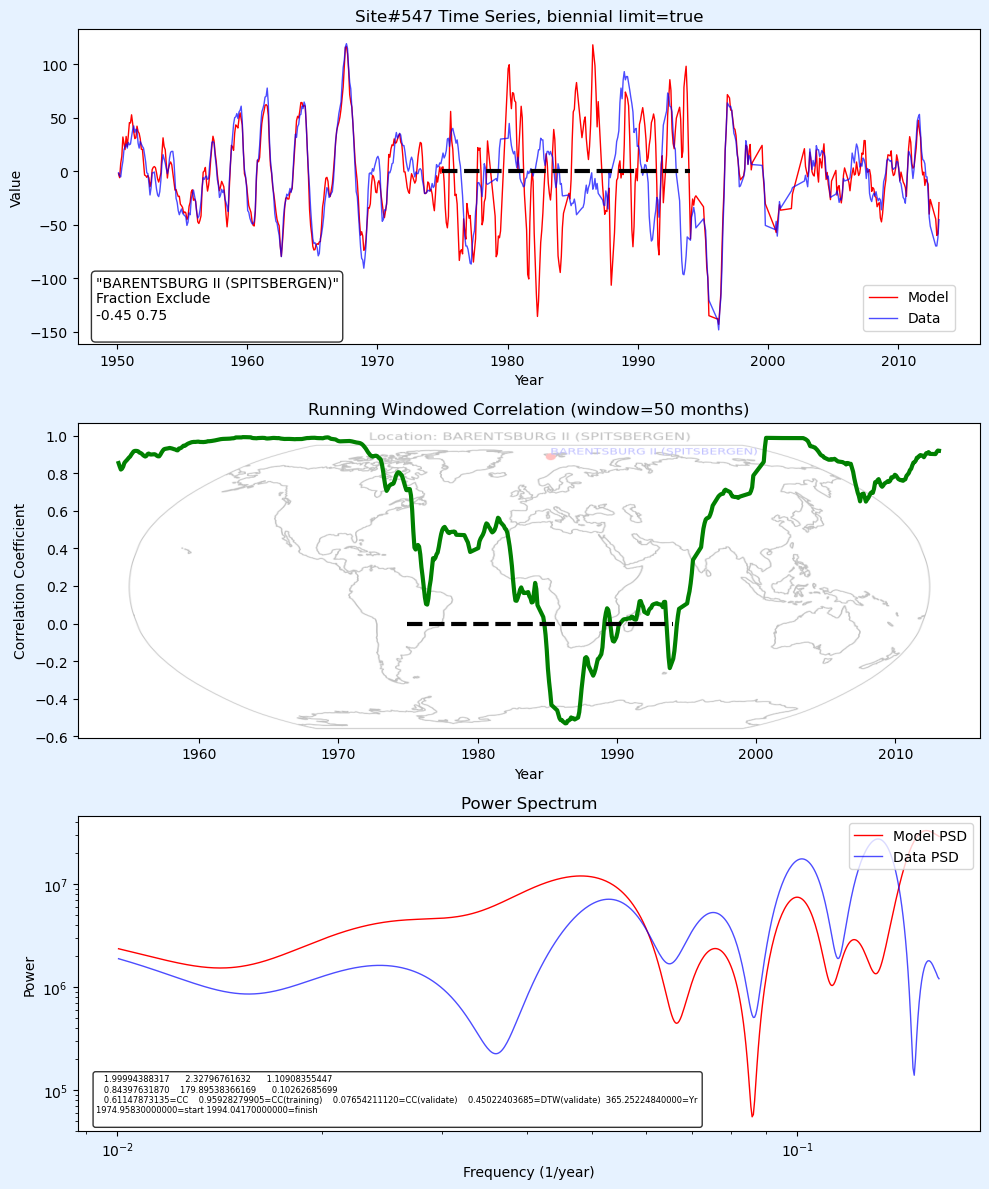 Site#547 Time Series, biennial limit=true
100
50
0
−50
−100
−150
Value
"BARENTSBURG II (SPITSBERGEN)"
Fraction Exclude
-0.45 0.75
Model
Data
1950 1960 1970 1980 1990 2000 2010
Year
Running Windowed Correlation (window=50 months)
Location: BARENTSBURG II (SPITSBERGEN)
BARENTSBURG II (SPITSBERGEN)
1.0
0.8
0.6
0.4
0.2
0.0
−0.2
−0.4
−0.6
Correlation Coefficient
1960 1970 1980 1990 2000 2010
Year
Power Spectrum
Model PSD
Data PSD
10⁷
10⁶
10⁵
Power
1.99994388317 2.32796761632 1.10908355447
0.84397631870 179.89538366169 0.10262685699
0.61147873135=CC 0.95928279905=CC(training) 0.07654211120=CC(validate) 0.45022403685=DTW(validate) 365.25224840000=Yr
1974.95830000000=start 1994.04170000000=finish
10⁻² 10⁻¹
Frequency (1/year)